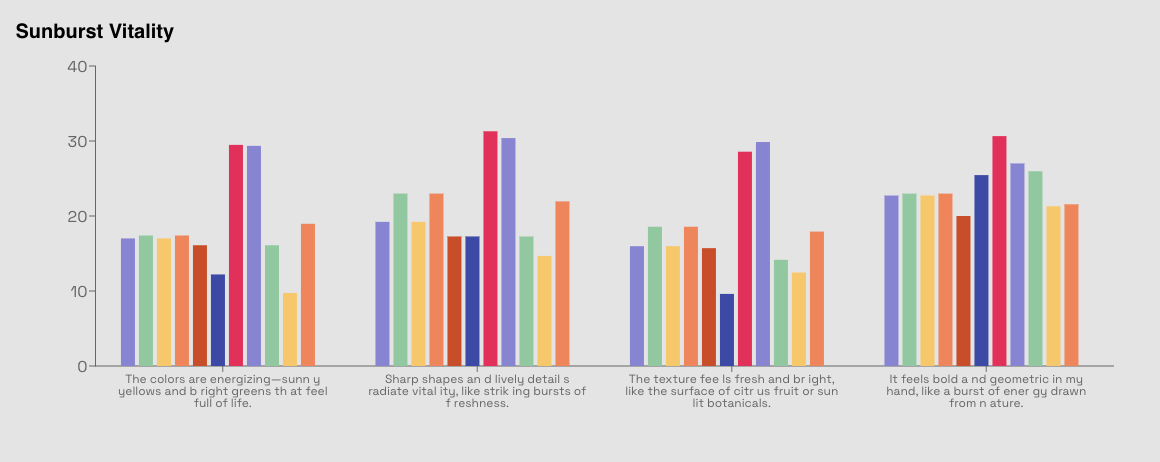 Sunburst Vitality
40
30
20
10
0
The colors are energizing—sunn y
yellows and b right greens th at feel
full of life.
Sharp shapes an d lively detail s
radiate vital ity, like strik ing bursts of
f reshness.
The texture fee ls fresh and br ight,
like the surface of citr us fruit or sun
lit botanicals.
It feels bold a nd geometric in my
hand, like a burst of ener gy drawn
from n ature.